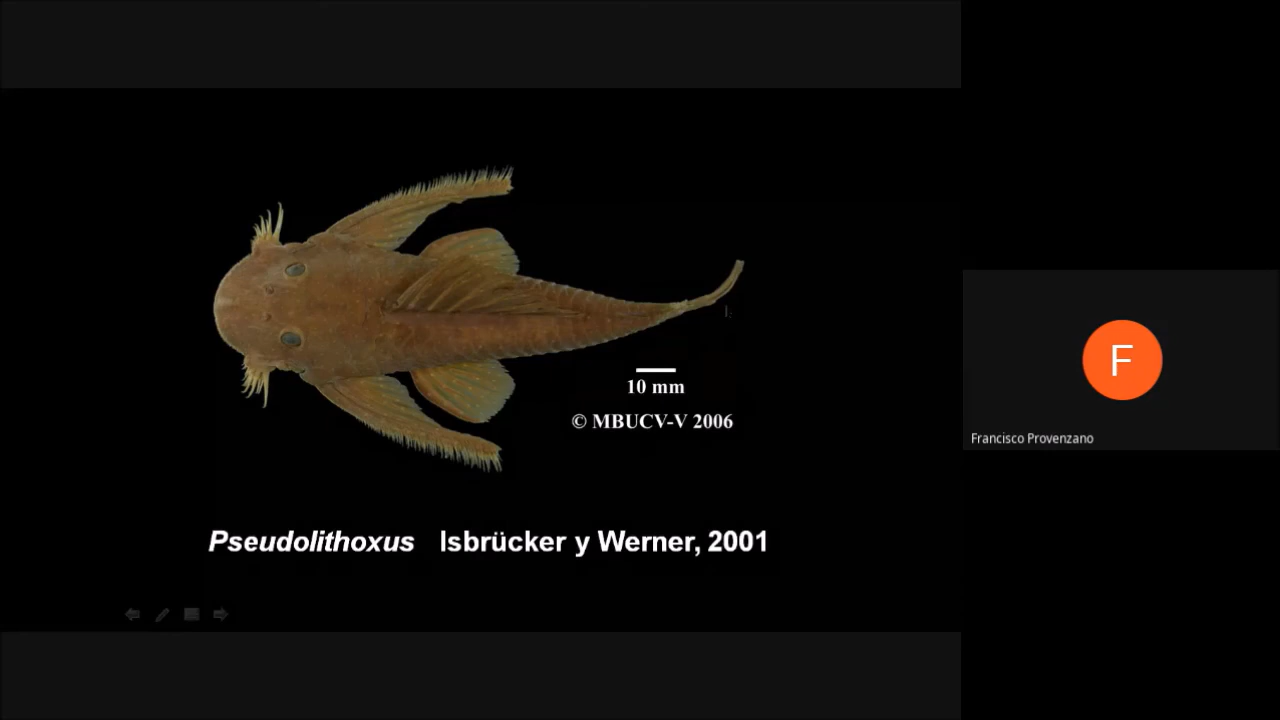 10 mm
© MBUCV-V 2006
Pseudolithoxus Isbrücker y Werner, 2001
F
Francisco Provenzano